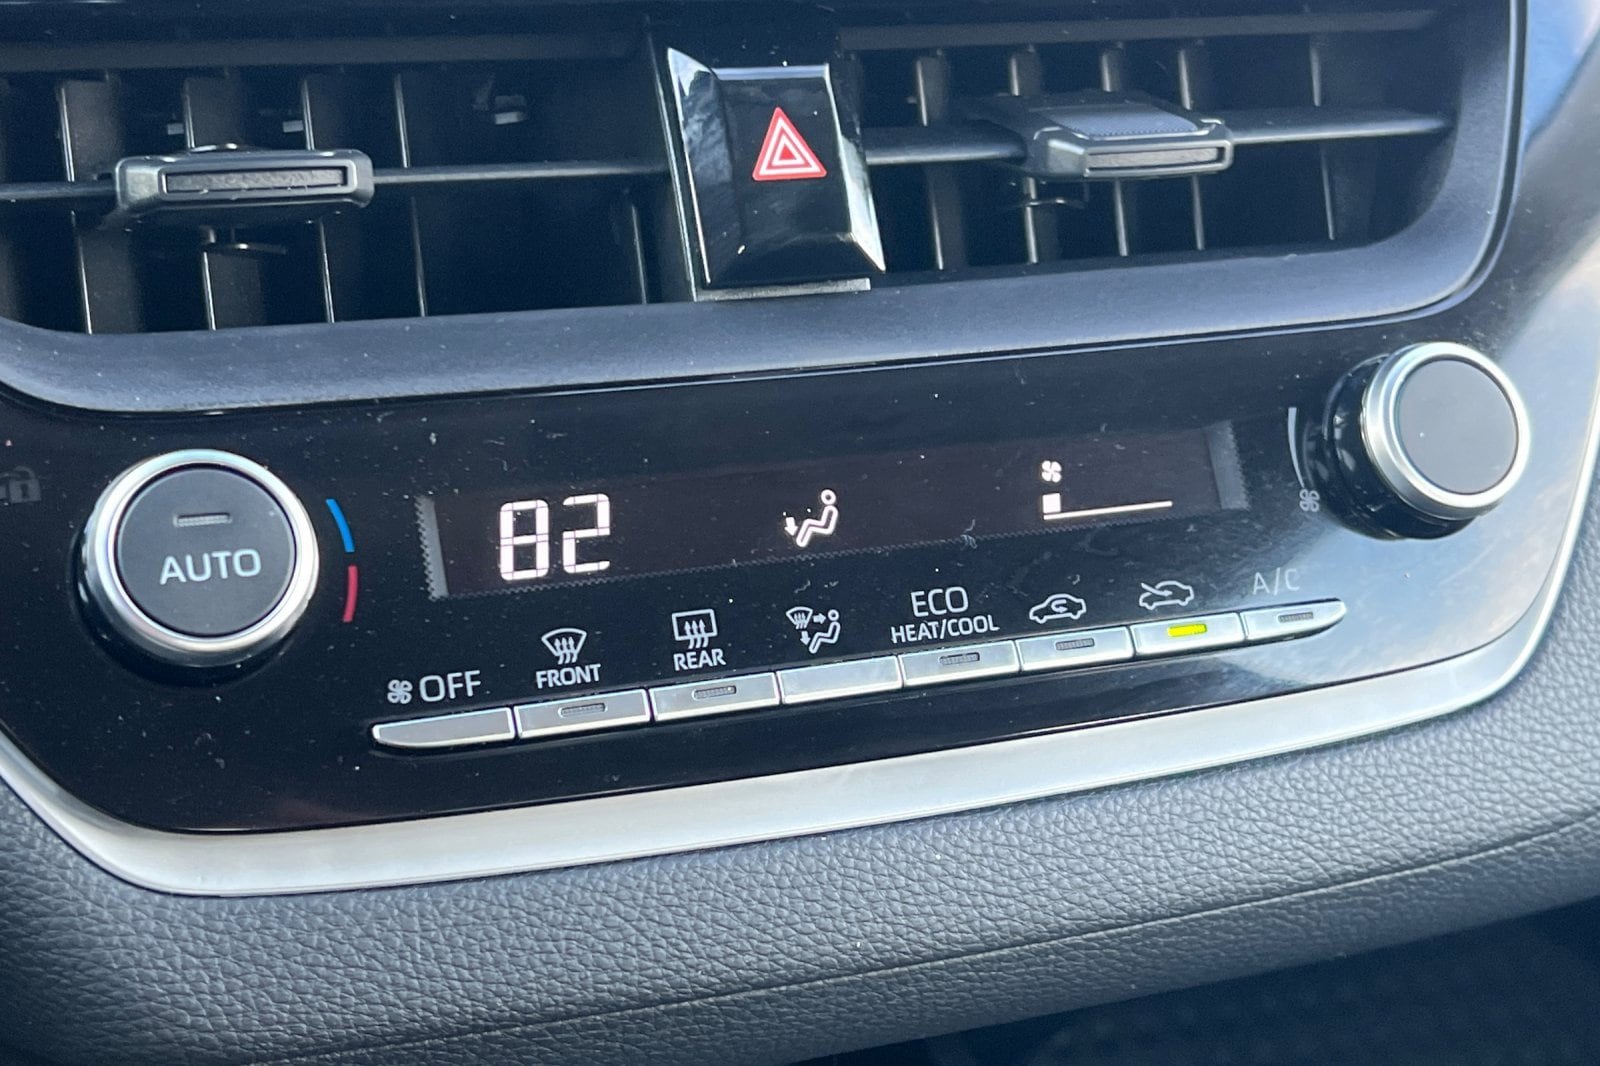 82
AUTO
OFF
FRONT
REAR
ECO
HEAT/COOL
A/C